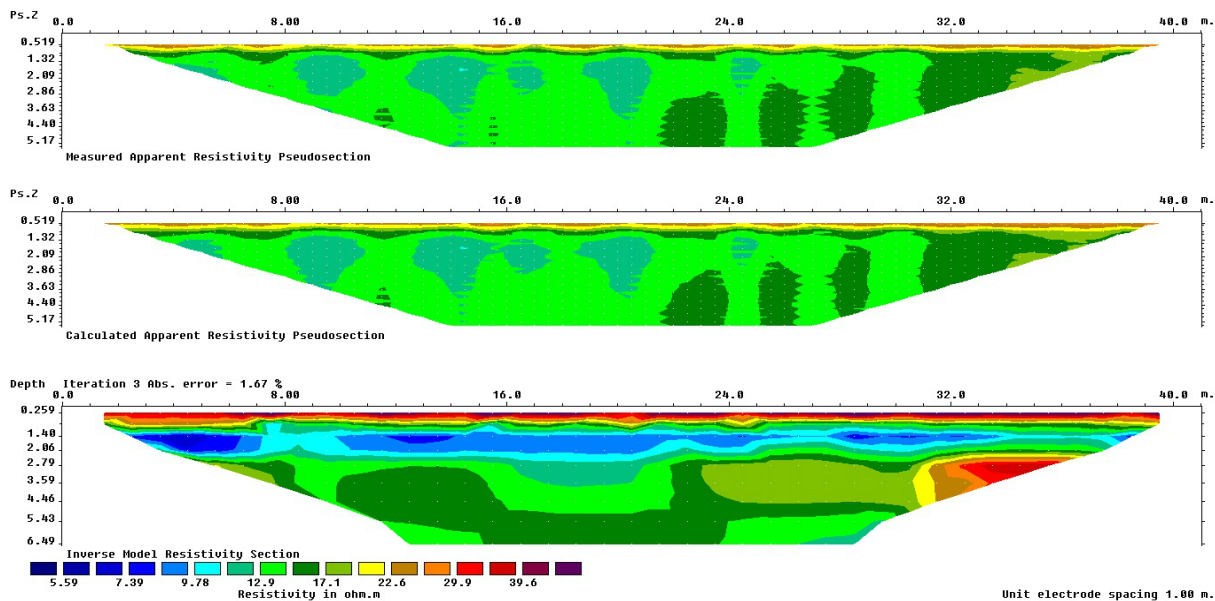 Ps.Z 0.0 8.00 16.0 24.0 32.0 40.0 m.
0.519
1.32
2.09
2.86
3.63
4.40
5.17
Measured Apparent Resistivity Pseudosection
Ps.Z 0.0 8.00 16.0 24.0 32.0 40.0 m.
0.519
1.32
2.09
2.86
3.63
4.40
5.17
Calculated Apparent Resistivity Pseudosection
Depth Iteration 3 Abs. error = 1.67 %
0.0 8.00 16.0 24.0 32.0 40.0 m.
0.259
1.40
2.06
2.79
3.59
4.46
5.43
6.49
Inverse Model Resistivity Section
5.59 7.39 9.78 12.9 17.1 22.6 29.9 39.6
Resistivity in ohm.m
Unit electrode spacing 1.00 m.